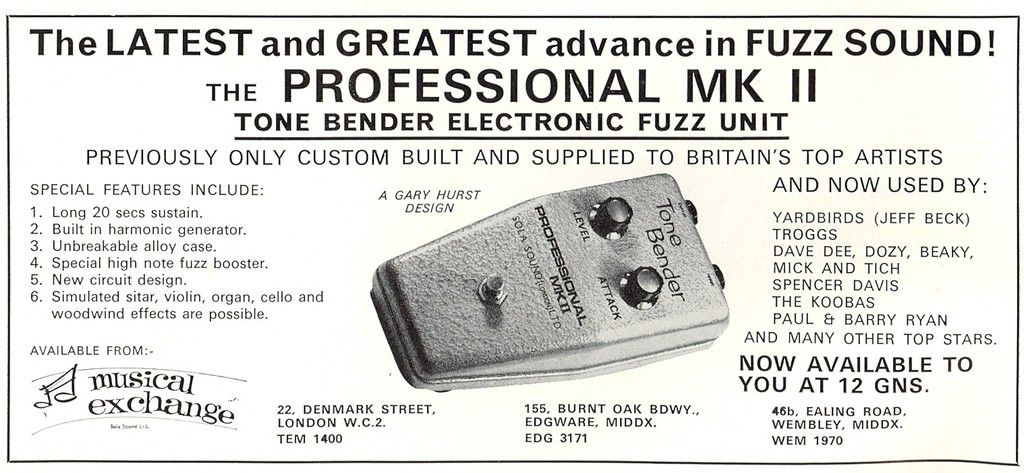 The LATEST and GREATEST advance in FUZZ SOUND!
THE PROFESSIONAL MK II
TONE BENDER ELECTRONIC FUZZ UNIT
PREVIOUSLY ONLY CUSTOM BUILT AND SUPPLIED TO BRITAIN'S TOP ARTISTS
SPECIAL FEATURES INCLUDE:
1. Long 20 secs sustain.
2. Built in harmonic generator.
3. Unbreakable alloy case.
4. Special high note fuzz booster.
5. New circuit design.
6. Simulated sitar, violin, organ, cello and
woodwind effects are possible.
A GARY HURST
DESIGN
Tone
Bender
LEVEL
ATTACK
PROFESSIONAL
MKII
SOLA SOUND (LONDON) LTD
AND NOW USED BY:
YARDBIRDS (JEFF BECK)
TROGGS
DAVE DEE, DOZY, BEAKY,
MICK AND TICH
SPENCER DAVIS
THE KOOBAS
PAUL & BARRY RYAN
AND MANY OTHER TOP STARS.
NOW AVAILABLE TO
YOU AT 12 GNS.
AVAILABLE FROM:-
musical
exchange
Sola Sound Ltd.
22, DENMARK STREET,
LONDON W.C.2.
TEM 1400
155, BURNT OAK BDWY.,
EDGWARE, MIDDX.
EDG 3171
46b, EALING ROAD,
WEMBLEY, MIDDX.
WEM 1970